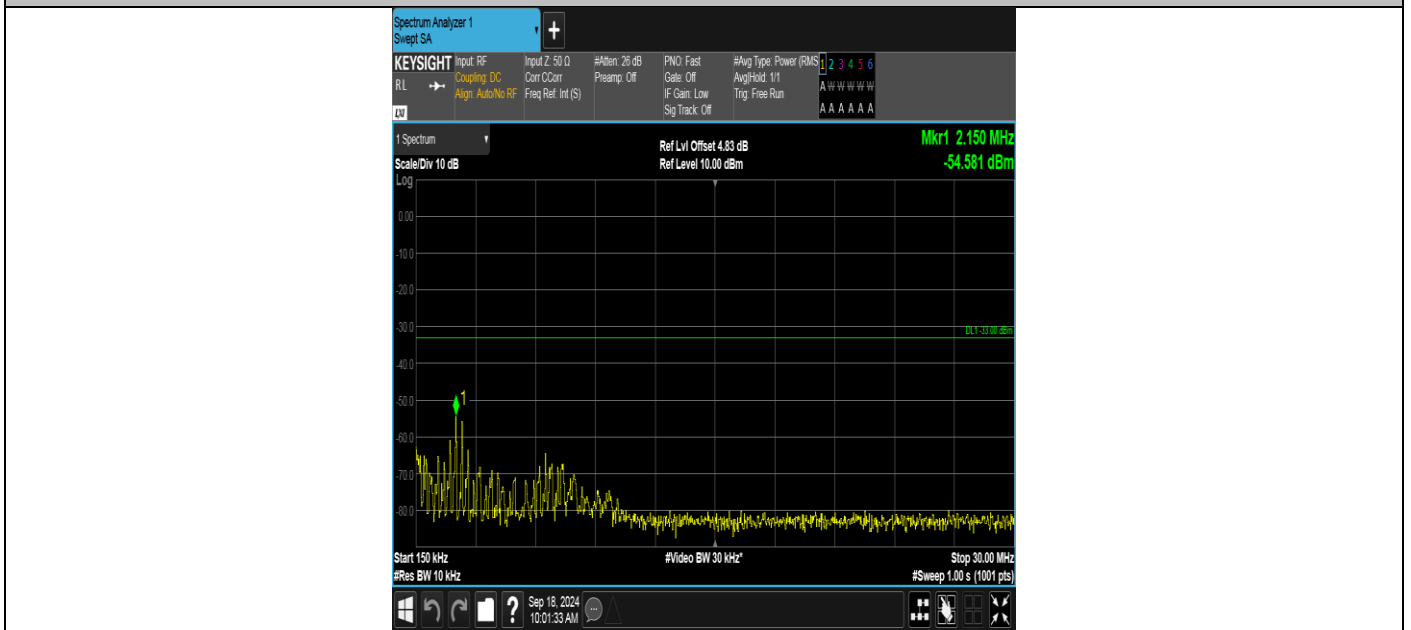 Spectrum Analyzer 1
Swept SA
+
KEYSIGHT Input: RF Input Z: 50 Ω #Atten: 26 dB PNO: Fast #Avg Type: Power (RMS 1 2 3 4 5 6
RL Coupling: DC Corr CCorr Preamp: Off Gate: Off Avg|Hold: 1/1 A W W W W W
Align: Auto/No RF Freq Ref: Int (S) IF Gain: Low Trig: Free Run
LXI Sig Track: Off A A A A A A
1 Spectrum Ref Lvl Offset 4.83 dB Mkr1 2.150 MHz
Scale/Div 10 dB Ref Level 10.00 dBm -54.581 dBm
Log
0.00
-10.0
-20.0
-30.0 DL1 -33.00 dBm
-40.0
-50.0 1
-60.0
-70.0
-80.0
Start 150 kHz #Video BW 30 kHz* Stop 30.00 MHz
#Res BW 10 kHz #Sweep 1.00 s (1001 pts)
? Sep 18, 2024
10:01:33 AM